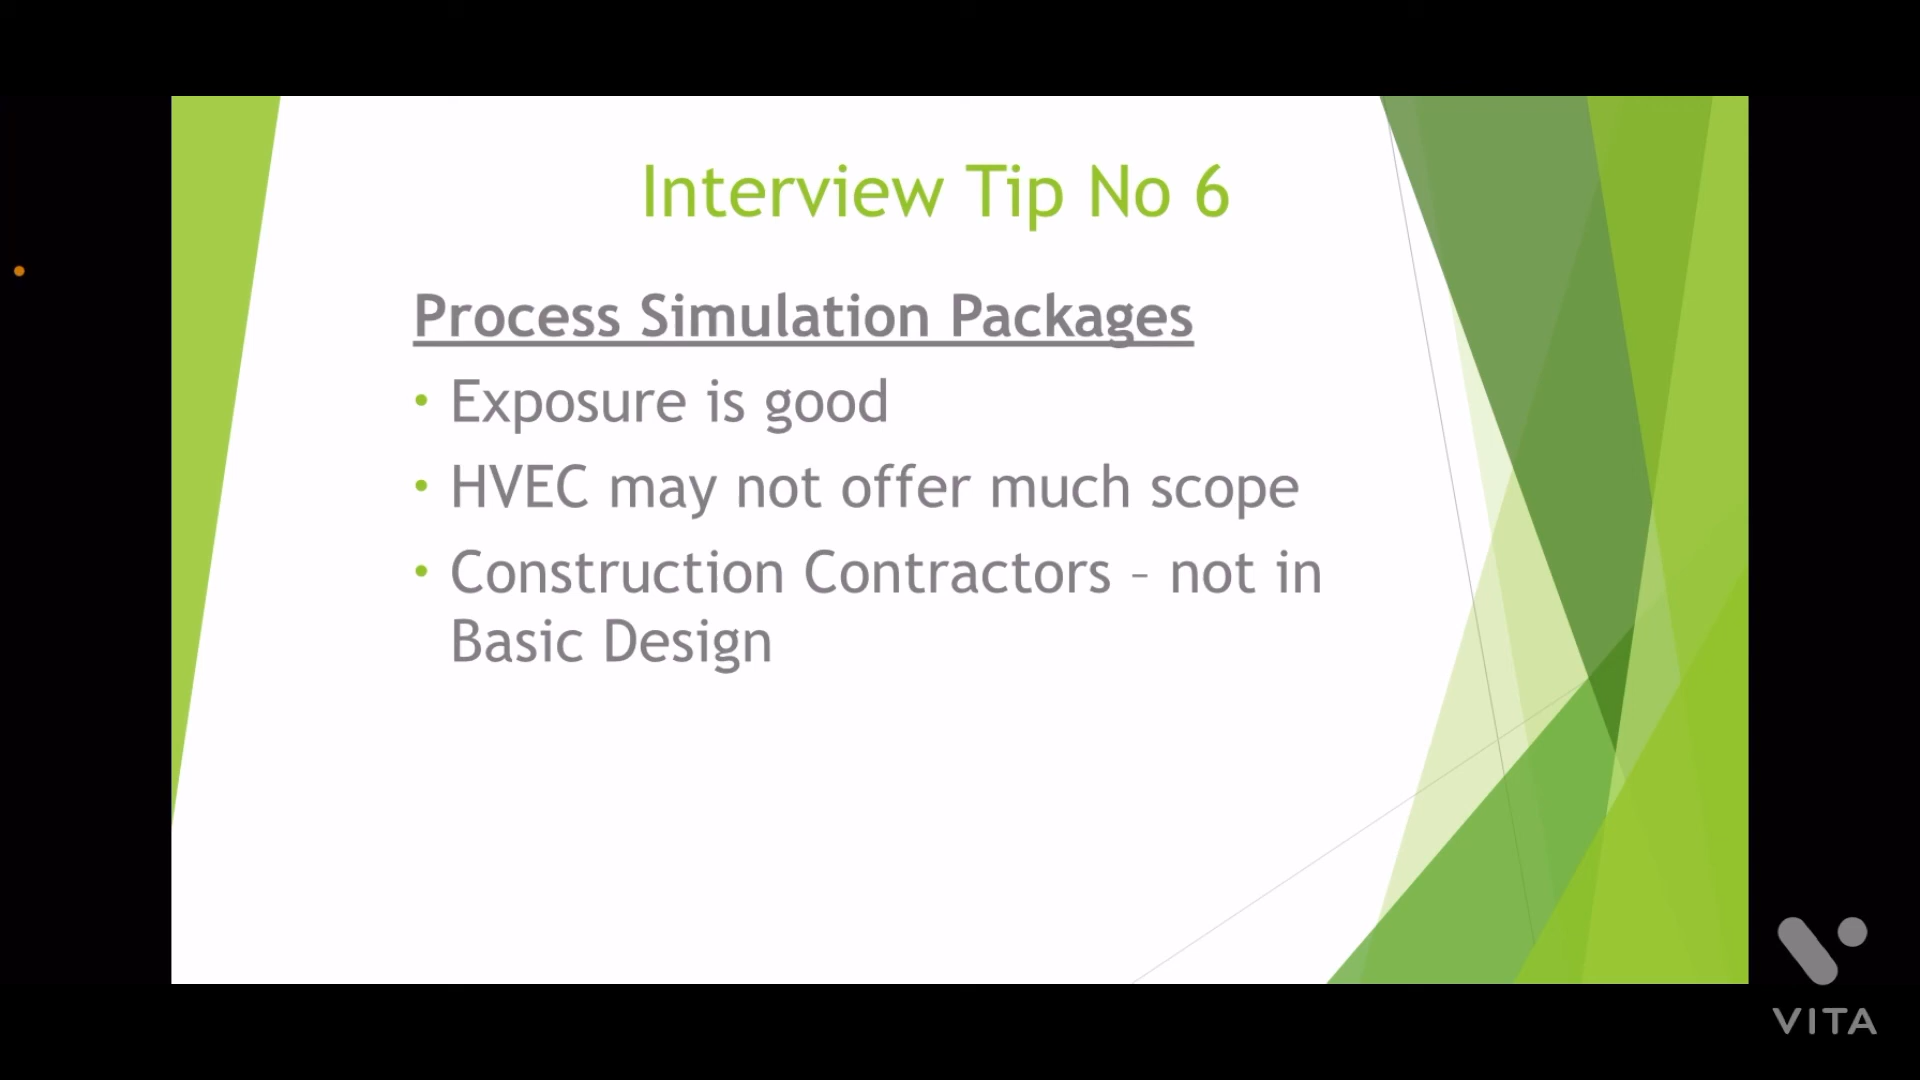 Interview Tip No 6
Process Simulation Packages
• Exposure is good
• HVEC may not offer much scope
• Construction Contractors – not in
Basic Design
VITA